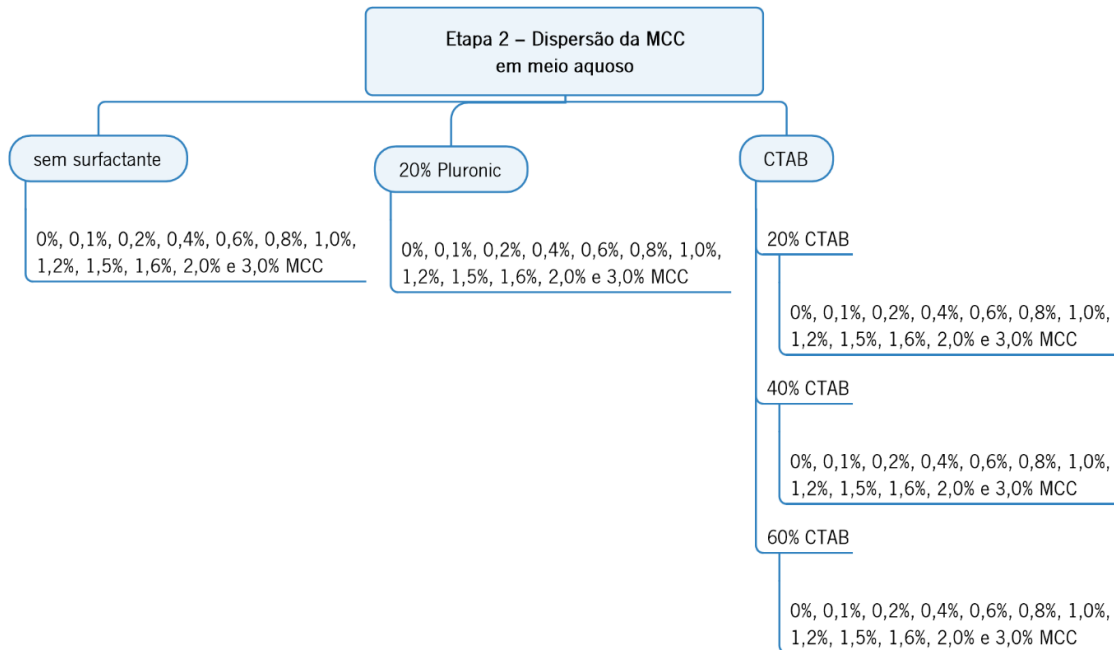 Etapa 2 – Dispersão da MCC
em meio aquoso
sem surfactante
0%, 0,1%, 0,2%, 0,4%, 0,6%, 0,8%, 1,0%,
1,2%, 1,5%, 1,6%, 2,0% e 3,0% MCC
20% Pluronic
0%, 0,1%, 0,2%, 0,4%, 0,6%, 0,8%, 1,0%,
1,2%, 1,5%, 1,6%, 2,0% e 3,0% MCC
CTAB
20% CTAB
0%, 0,1%, 0,2%, 0,4%, 0,6%, 0,8%, 1,0%,
1,2%, 1,5%, 1,6%, 2,0% e 3,0% MCC
40% CTAB
0%, 0,1%, 0,2%, 0,4%, 0,6%, 0,8%, 1,0%,
1,2%, 1,5%, 1,6%, 2,0% e 3,0% MCC
60% CTAB
0%, 0,1%, 0,2%, 0,4%, 0,6%, 0,8%, 1,0%,
1,2%, 1,5%, 1,6%, 2,0% e 3,0% MCC